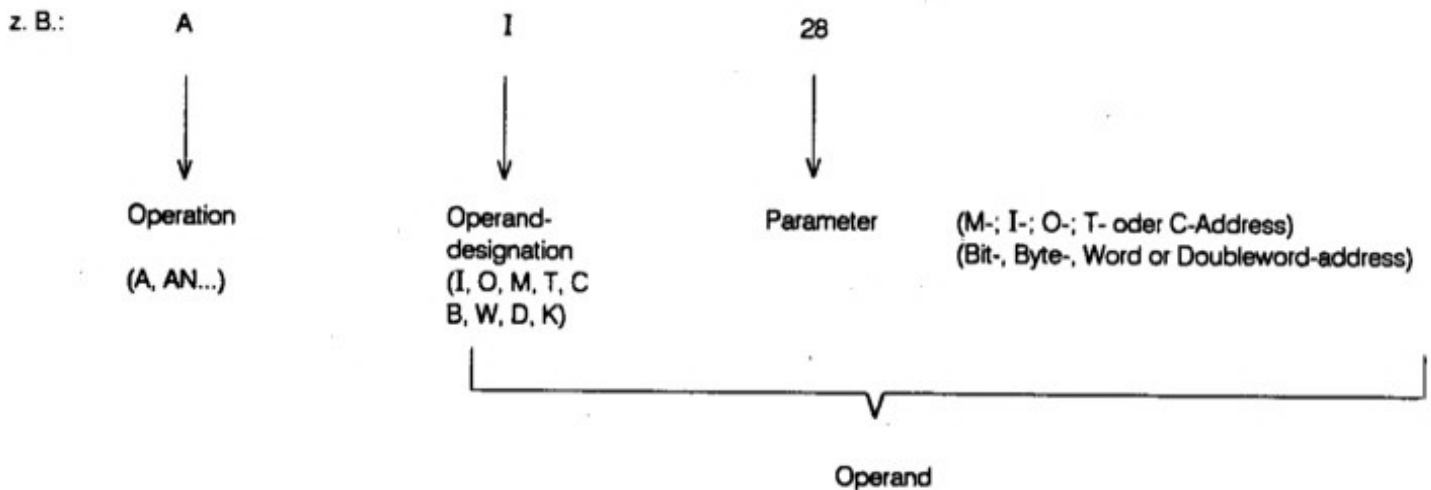 z. B.: A I 28
Operation
Operand-
designation
Parameter
(M-; I-; O-; T- oder C-Address)
(Bit-, Byte-, Word or Doubleword-address)
(A, AN...)
(I, O, M, T, C
B, W, D, K)
Operand